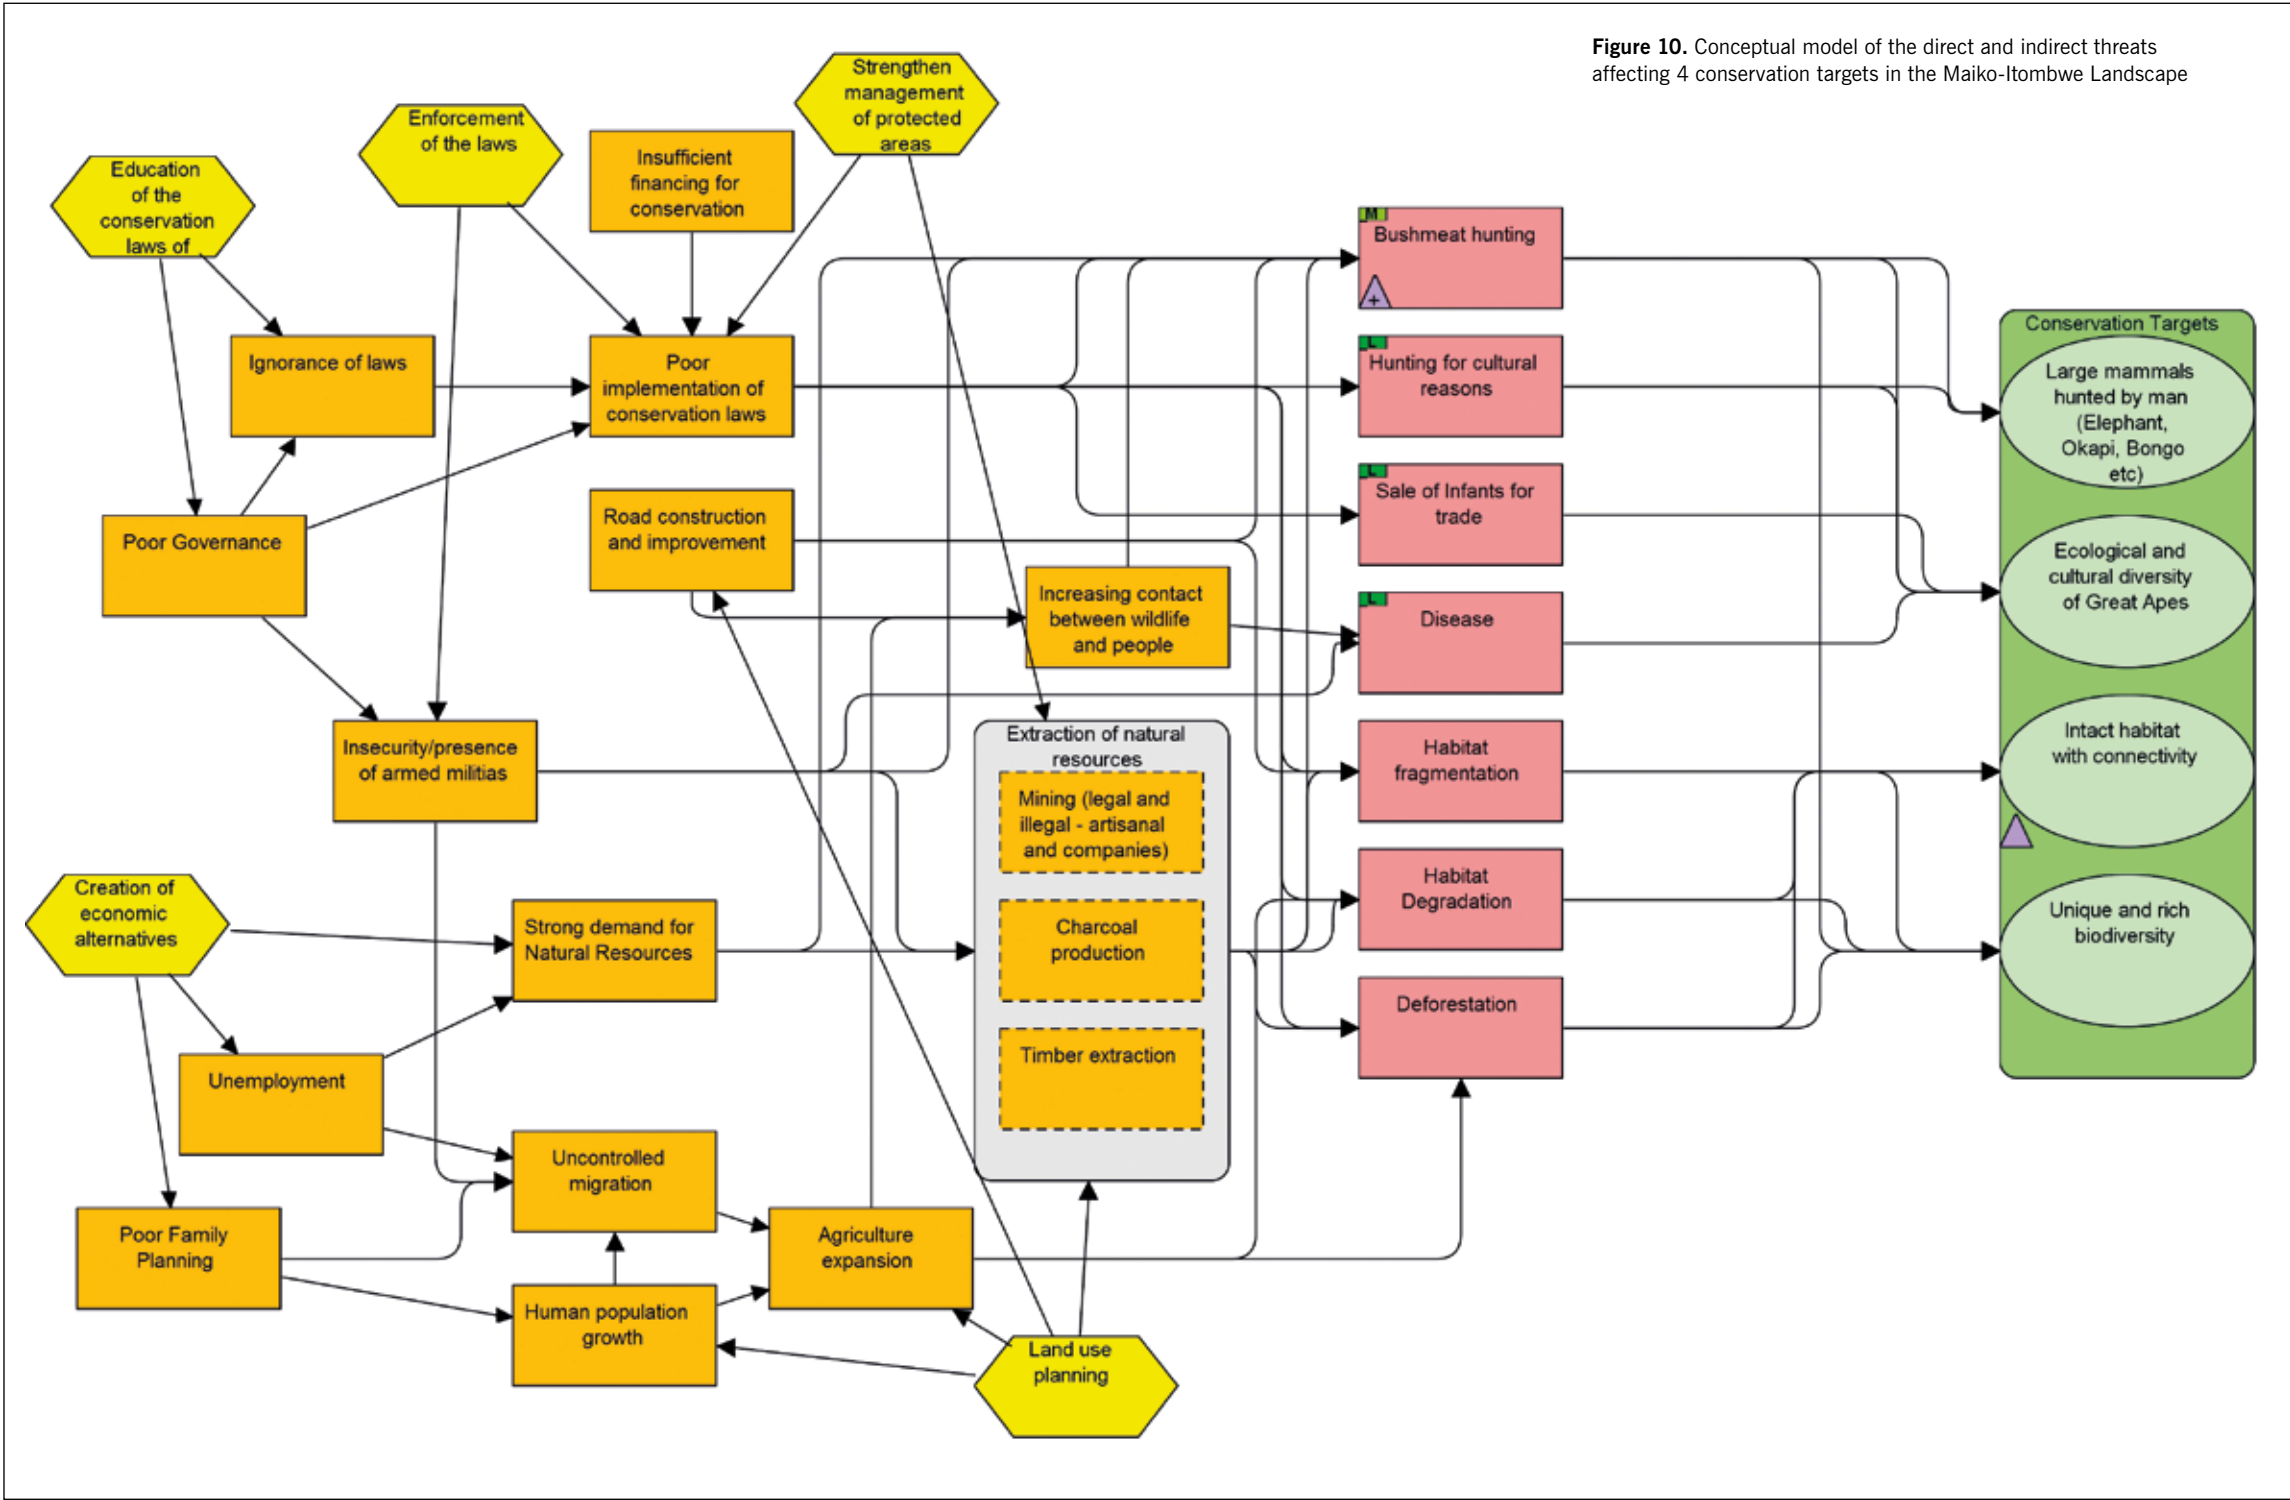 Figure 10. Conceptual model of the direct and indirect threats
affecting 4 conservation targets in the Maiko-Itombwe Landscape
Strengthen
management
of protected
areas
Enforcement
of the laws
Insufficient
financing for
conservation
Education
of the
conservation
laws of
Ignorance of laws
Poor
implementation of
conservation laws
Poor Governance
Road construction
and improvement
Increasing contact
between wildlife
and people
Insecurity/presence
of armed militias
Extraction of natural
resources
Mining (legal and
illegal - artisanal
and companies)
Charcoal
production
Timber extraction
Creation of
economic
alternatives
Strong demand for
Natural Resources
Unemployment
Uncontrolled
migration
Poor Family
Planning
Agriculture
expansion
Human population
growth
Land use
planning
M
Bushmeat hunting
+
L
Hunting for cultural
reasons
L
Sale of Infants for
trade
L
Disease
Habitat
fragmentation
Habitat
Degradation
Deforestation
Conservation Targets
Large mammals
hunted by man
(Elephant,
Okapi, Bongo
etc)
Ecological and
cultural diversity
of Great Apes
Intact habitat
with connectivity
Unique and rich
biodiversity